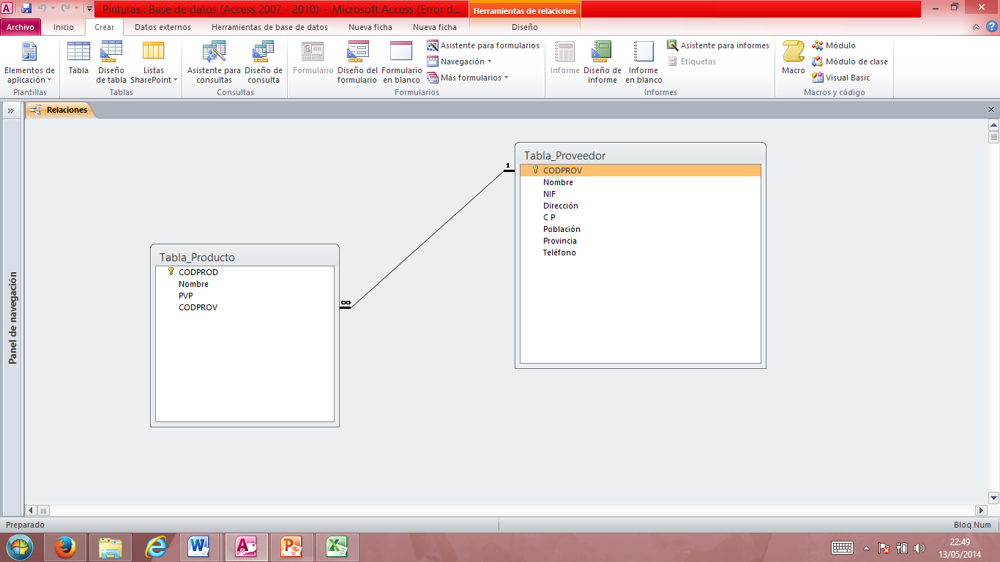 Pinturas : Base de datos (Access 2007 - 2010) - Microsoft Access (Error d...
Herramientas de relaciones
Archivo Inicio Crear Datos externos Herramientas de base de datos Nueva ficha Nueva ficha Diseño
Elementos de aplicación
Tabla
Diseño de tabla
Listas SharePoint
Asistente para consultas
Diseño de consulta
Formulario
Diseño del formulario
Formulario en blanco
Asistente para formularios
Navegación
Más formularios
Informe
Diseño de informe
Informe en blanco
Asistente para informes
Etiquetas
Macro
Módulo
Módulo de clase
Visual Basic
Plantillas Tablas Consultas Formularios Informes Macros y código
Relaciones
Panel de navegación
Tabla_Proveedor
1
CODPROV
Nombre
NIF
Dirección
C P
Población
Provincia
Teléfono
Tabla_Producto
CODPROD
Nombre
PVP
CODPROV
∞
Preparado
Bloq Num
22:49
13/05/2014